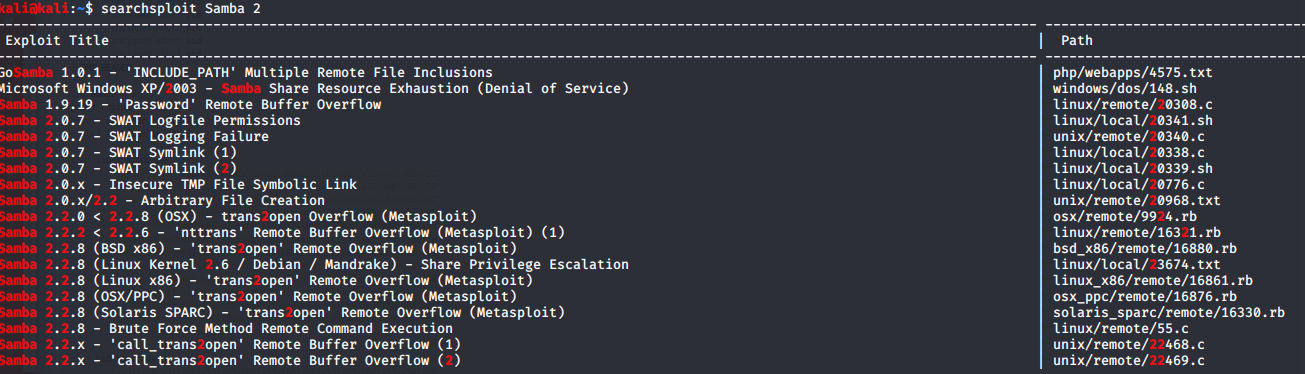 kali@kali:~$ searchsploit Samba 2
Exploit Title | Path
GoSamba 1.0.1 - 'INCLUDE_PATH' Multiple Remote File Inclusions | php/webapps/4575.txt
Microsoft Windows XP/2003 - Samba Share Resource Exhaustion (Denial of Service) | windows/dos/148.sh
Samba 1.9.19 - 'Password' Remote Buffer Overflow | linux/remote/20308.c
Samba 2.0.7 - SWAT Logfile Permissions | linux/local/20341.sh
Samba 2.0.7 - SWAT Logging Failure | unix/remote/20340.c
Samba 2.0.7 - SWAT Symlink (1) | linux/local/20338.c
Samba 2.0.7 - SWAT Symlink (2) | linux/local/20339.sh
Samba 2.0.x - Insecure TMP File Symbolic Link | linux/local/20776.c
Samba 2.0.x/2.2 - Arbitrary File Creation | unix/remote/20968.txt
Samba 2.2.0 < 2.2.8 (OSX) - trans2open Overflow (Metasploit) | osx/remote/9924.rb
Samba 2.2.2 < 2.2.6 - 'nttrans' Remote Buffer Overflow (Metasploit) (1) | linux/remote/16321.rb
Samba 2.2.8 (BSD x86) - 'trans2open' Remote Overflow (Metasploit) | bsd_x86/remote/16880.rb
Samba 2.2.8 (Linux Kernel 2.6 / Debian / Mandrake) - Share Privilege Escalation | linux/local/23674.txt
Samba 2.2.8 (Linux x86) - 'trans2open' Remote Overflow (Metasploit) | linux_x86/remote/16861.rb
Samba 2.2.8 (OSX/PPC) - 'trans2open' Remote Overflow (Metasploit) | osx_ppc/remote/16876.rb
Samba 2.2.8 (Solaris SPARC) - 'trans2open' Remote Overflow (Metasploit) | solaris_sparc/remote/16330.rb
Samba 2.2.8 - Brute Force Method Remote Command Execution | linux/remote/55.c
Samba 2.2.x - 'call_trans2open' Remote Buffer Overflow (1) | unix/remote/22468.c
Samba 2.2.x - 'call_trans2open' Remote Buffer Overflow (2) | unix/remote/22469.c